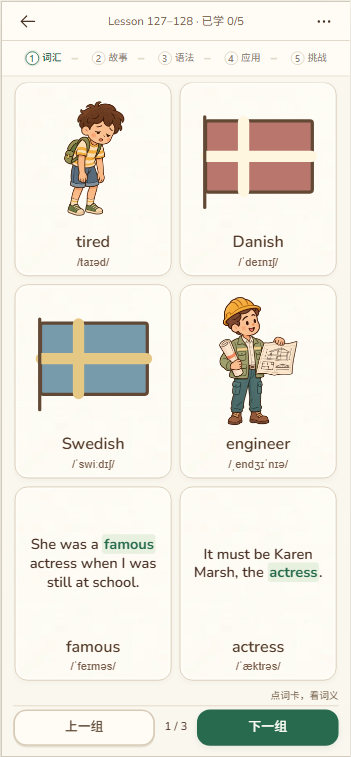 Lesson 127–128 · 已学 0/5
1 词汇 – 2 故事 – 3 语法 – 4 应用 – 5 挑战
tired
/ˈtaɪəd/
Danish
/ˈdeɪnɪʃ/
Swedish
/ˈswiːdɪʃ/
engineer
/ˌendʒɪˈnɪə/
She was a famous
actress when I was
still at school.
famous
/ˈfeɪməs/
It must be Karen
Marsh, the actress.
actress
/ˈæktrəs/
点词卡，看词义
上一组
1 / 3
下一组